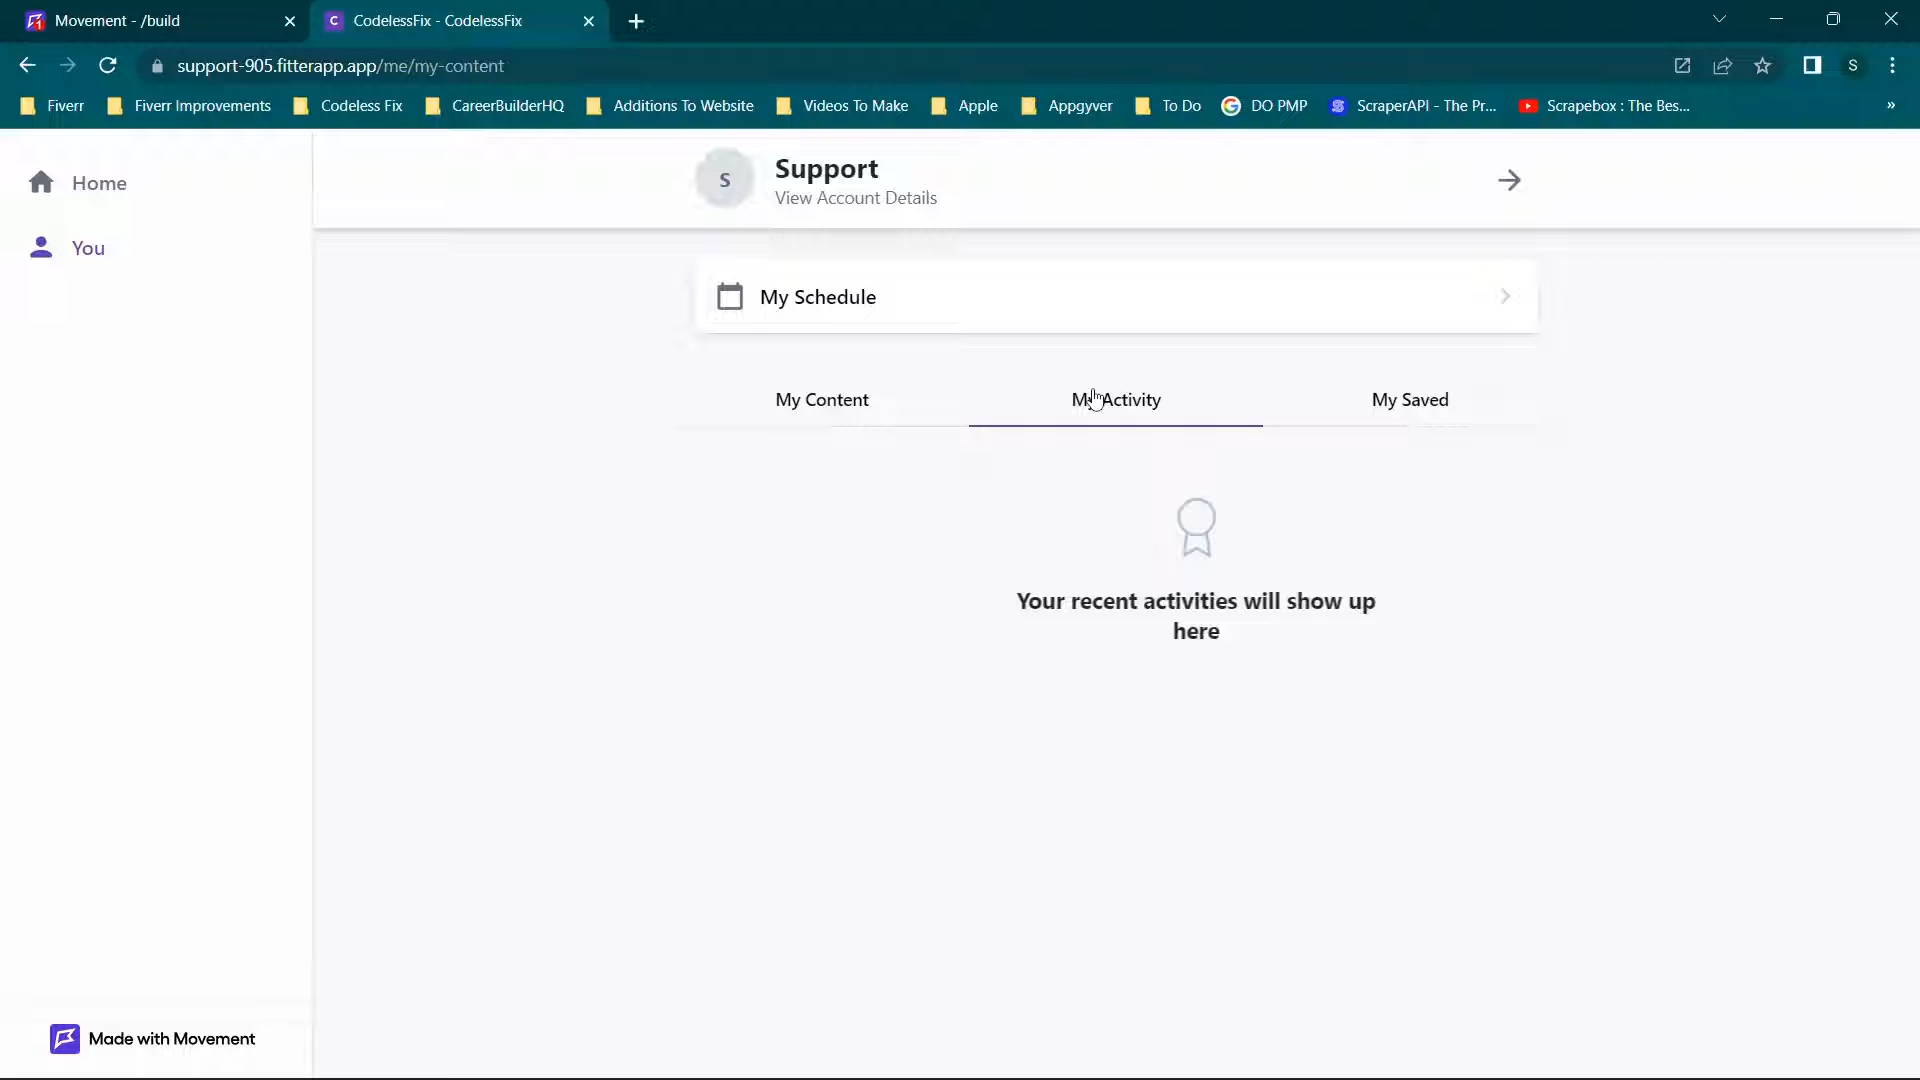 Movement - /build
C CodelessFix - CodelessFix
support-905.fitterapp.app/me/my-content
S
Fiverr
Fiverr Improvements
Codeless Fix
CareerBuilderHQ
Additions To Website
Videos To Make
Apple
Appgyver
To Do
DO PMP
ScraperAPI - The Pr...
Scrapebox : The Bes...
»
Home
You
S
Support
View Account Details
My Schedule
My Content
My Activity
My Saved
Your recent activities will show up
here
Made with Movement